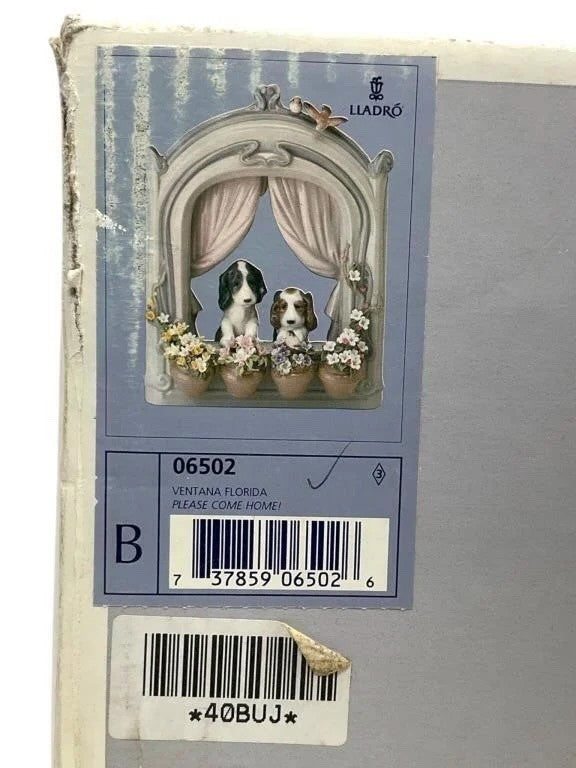 LLADRÓ
06502
VENTANA FLORIDA
PLEASE COME HOME!
3
B
7 37859 06502 6
*40BUJ*